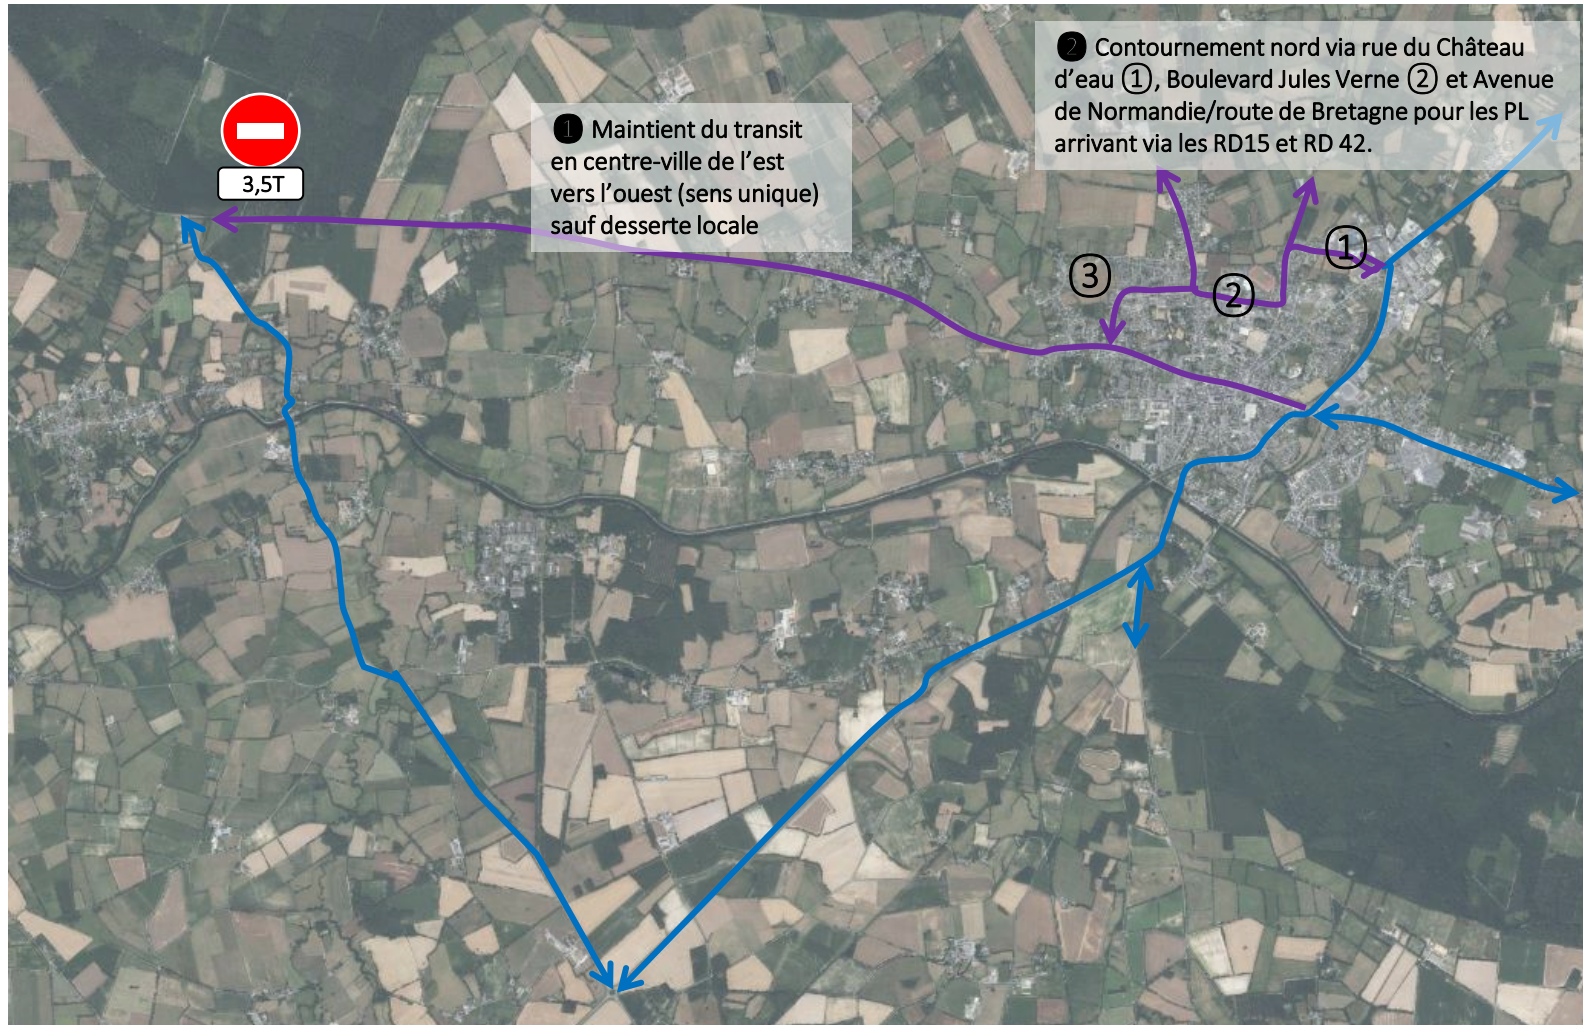 ❷ Contournement nord via rue du Château
d'eau ①, Boulevard Jules Verne ② et Avenue
de Normandie/route de Bretagne pour les PL
arrivant via les RD15 et RD 42.
❶ Maintient du transit
en centre-ville de l'est
vers l'ouest (sens unique)
sauf desserte locale
3,5T
①
③
②